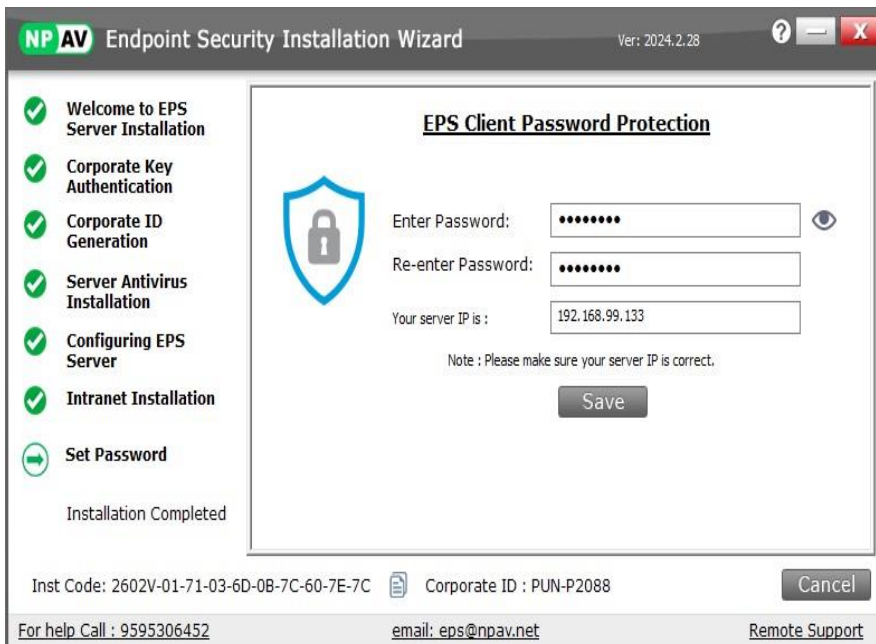 NP AV Endpoint Security Installation Wizard Ver: 2024.2.28 ? X
Welcome to EPS
Server Installation
Corporate Key
Authentication
Corporate ID
Generation
Server Antivirus
Installation
Configuring EPS
Server
Intranet Installation
Set Password
Installation Completed
EPS Client Password Protection
Enter Password: ••••••••
Re-enter Password: ••••••••
Your server IP is : 192.168.99.133
Note : Please make sure your server IP is correct.
Save
Inst Code: 2602V-01-71-03-6D-0B-7C-60-7E-7C Corporate ID : PUN-P2088 Cancel
For help Call : 9595306452 email: eps@npav.net Remote Support